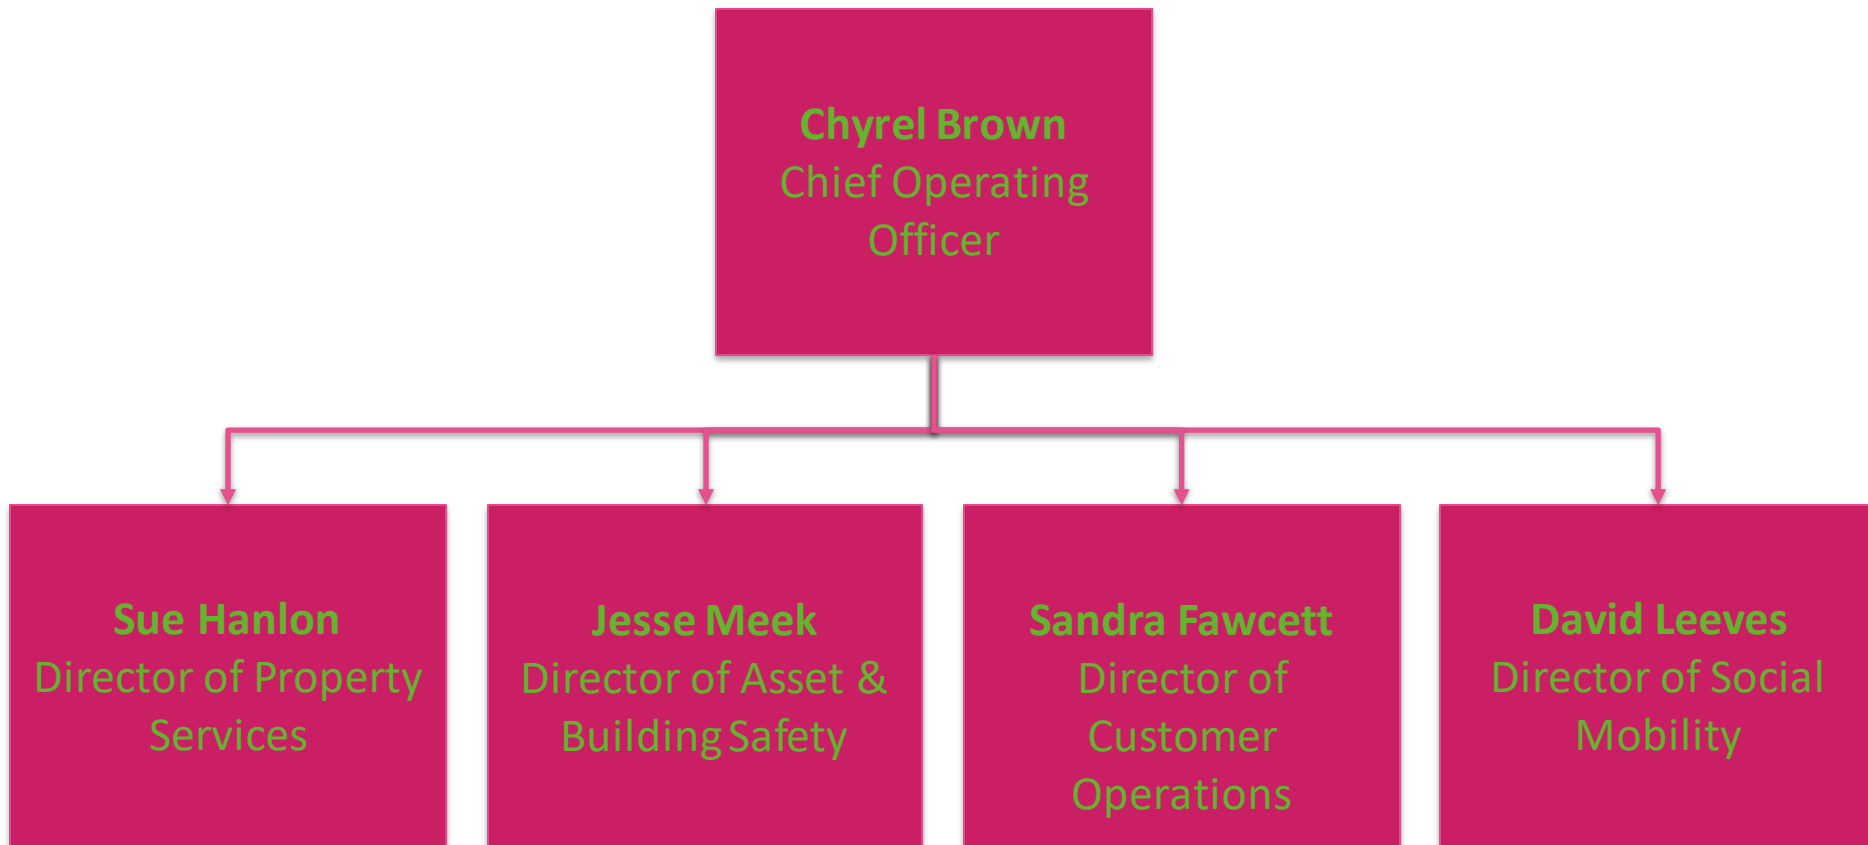 Chyrel Brown
Chief Operating
Officer
Sue Hanlon
Director of Property
Services
Jesse Meek
Director of Asset &
Building Safety
Sandra Fawcett
Director of
Customer
Operations
David Leeves
Director of Social
Mobility